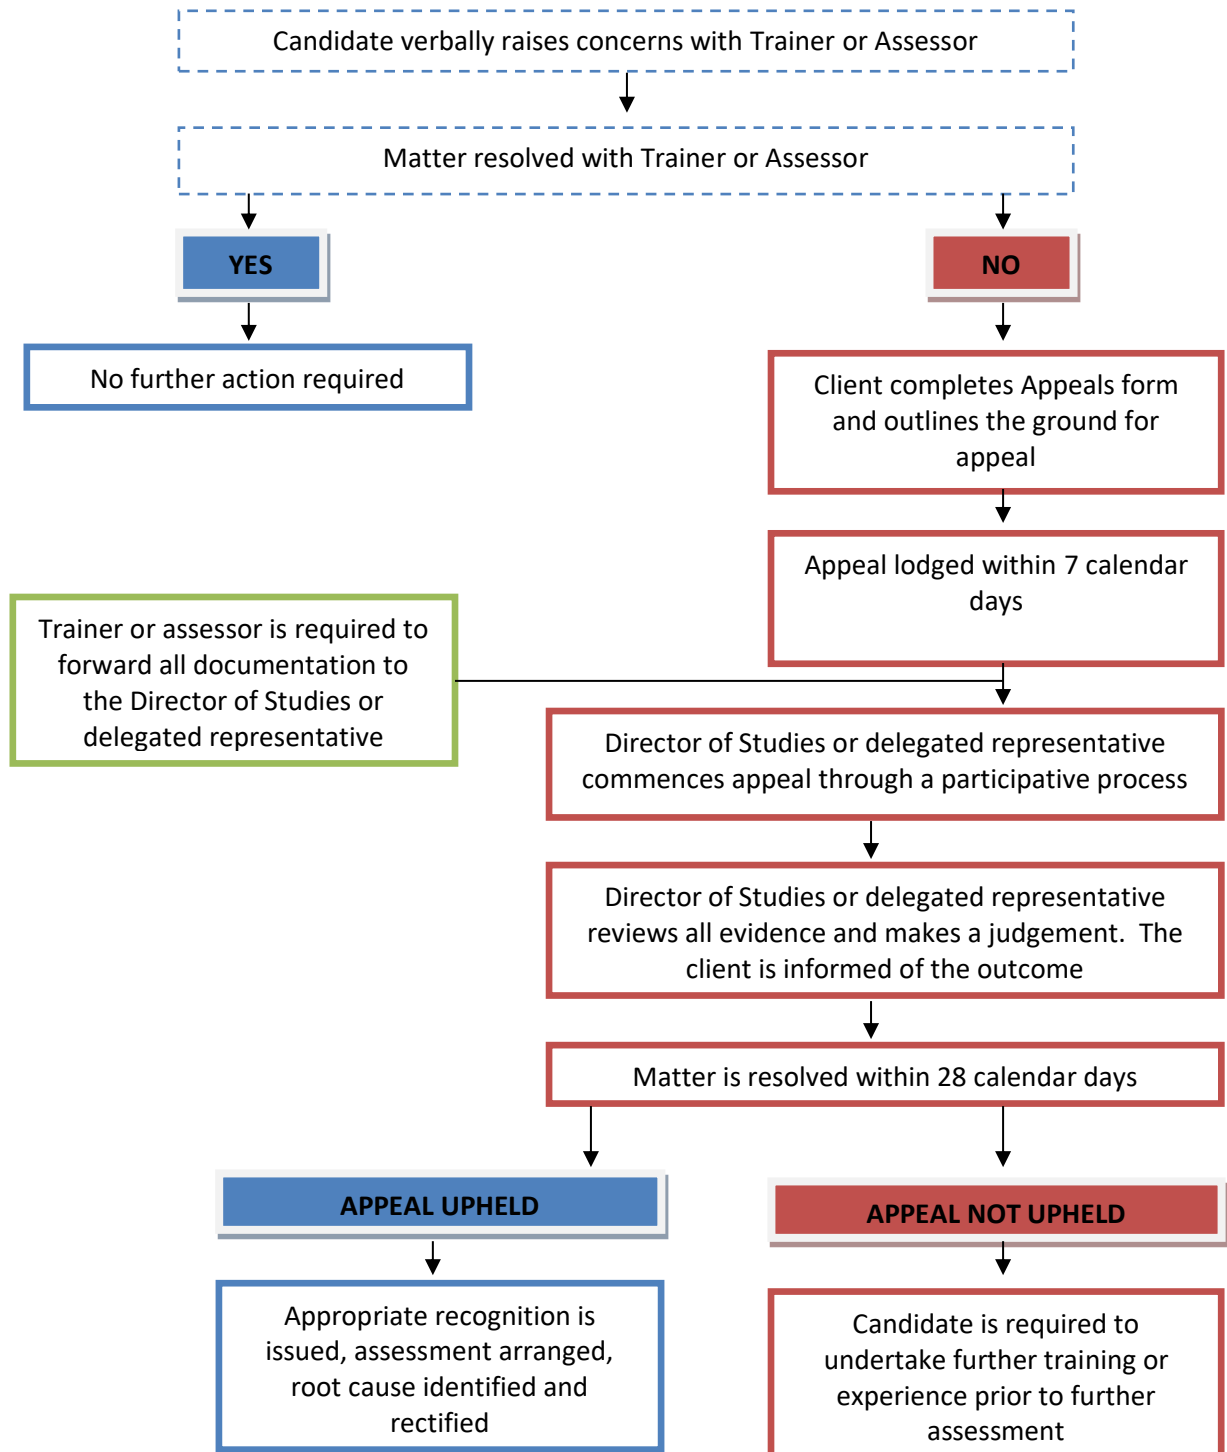 Candidate verbally raises concerns with Trainer or Assessor
Matter resolved with Trainer or Assessor
YES
NO
No further action required
Client completes Appeals form
and outlines the ground for
appeal
Appeal lodged within 7 calendar
days
Trainer or assessor is required to
forward all documentation to
the Director of Studies or
delegated representative
Director of Studies or delegated representative
commences appeal through a participative process
Director of Studies or delegated representative
reviews all evidence and makes a judgement.  The
client is informed of the outcome
Matter is resolved within 28 calendar days
APPEAL UPHELD
APPEAL NOT UPHELD
Appropriate recognition is
issued, assessment arranged,
root cause identified and
rectified
Candidate is required to
undertake further training or
experience prior to further
assessment